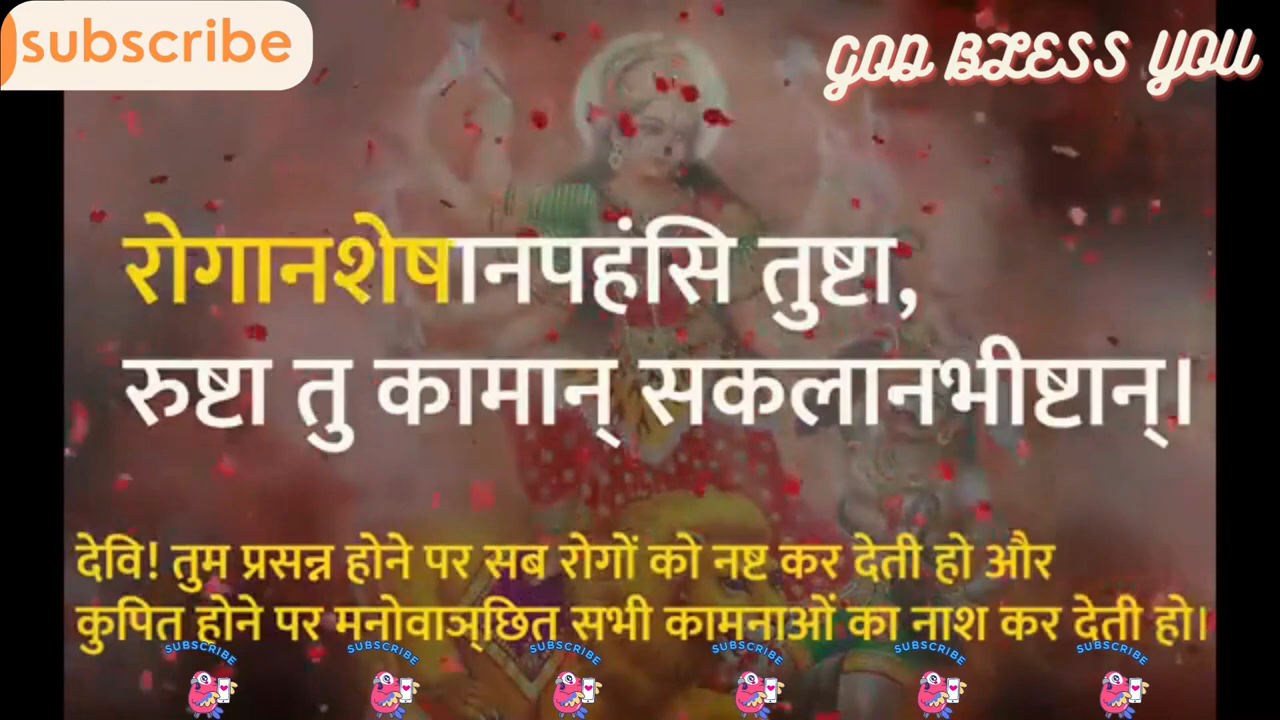 subscribe
GOD BLESS YOU
रोगानशेषानपहंसि तुष्टा,
रुष्टा तु कामान् सकलानभीष्टान्।
देवि! तुम प्रसन्न होने पर सब रोगों को नष्ट कर देती हो और
कुपित होने पर मनोवाञ्छित सभी कामनाओं का नाश कर देती हो।
SUBSCRIBE SUBSCRIBE SUBSCRIBE SUBSCRIBE SUBSCRIBE SUBSCRIBE